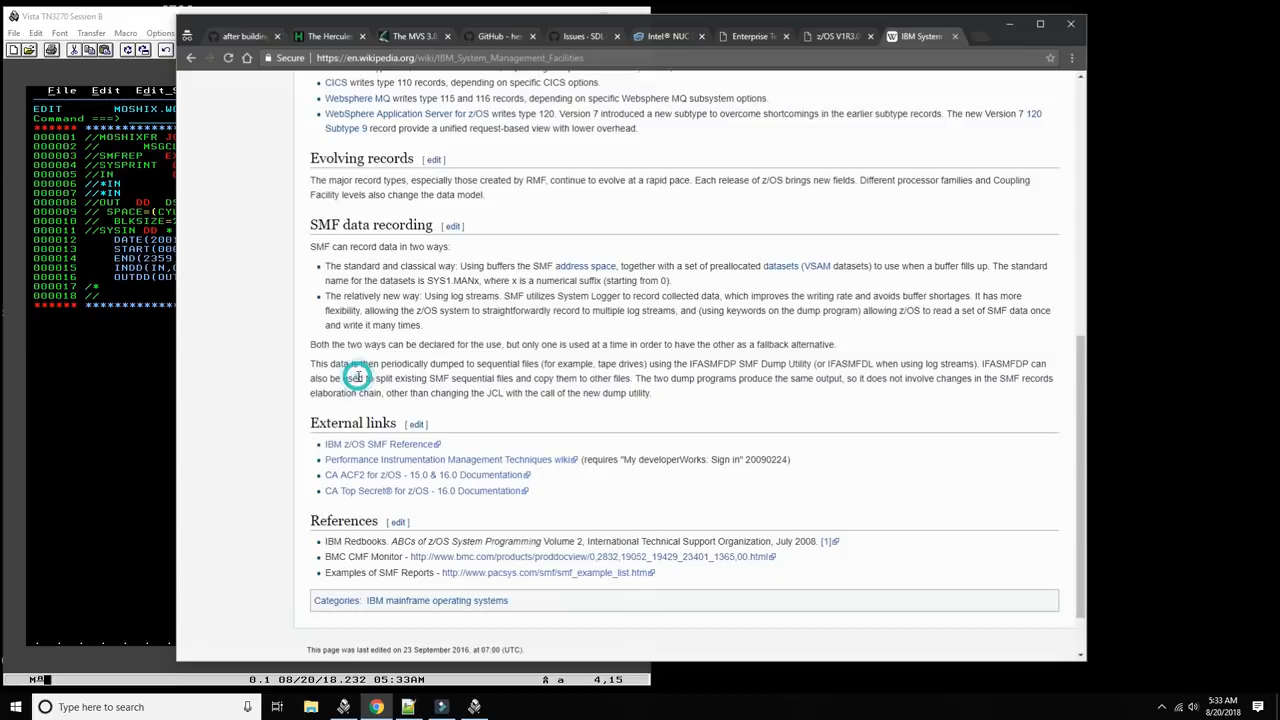 Vista TN3270 Session B
File Edit Font Transfer Macro Options
File Edit Edit_S
EDIT MOSHIX.WO
Command ===>
****** **********
000001 //MOSHIXFR JO
000002 // MSGCL
000003 //SMFREP EX
000004 //SYSPRINT D
000005 //IN D
000006 //*IN
000007 //*IN
000008 //OUT DD DS
000009 // SPACE=(CYL
000010 // BLKSIZE=2
000011 //SYSIN DD *
000012 DATE(2001
000013 START(000
000014 END(2359
000015 INDD(IN,O
000016 OUTDD(OUT
000017 /*
000018 //
****** **********
0.1 08/20/18.232 05:33AM
a 4,15
after building
The Hercules
The MVS 3.8
GitHub - he
Issues · SDL
Intel® NUC
Enterprise Te
z/OS V1R3.0
IBM System
Secure https://en.wikipedia.org/wiki/IBM_System_Management_Facilities
CICS writes type 110 records, depending on specific CICS options.
Websphere MQ writes type 115 and 116 records, depending on specific Websphere MQ subsystem options.
WebSphere Application Server for z/OS writes type 120. Version 7 introduced a new subtype to overcome shortcomings in the earlier subtype records. The new Version 7 120
Subtype 9 record provide a unified request-based view with lower overhead.
Evolving records [ edit ]
The major record types, especially those created by RMF, continue to evolve at a rapid pace. Each release of z/OS brings new fields. Different processor families and Coupling
Facility levels also change the data model.
SMF data recording [ edit ]
SMF can record data in two ways:
The standard and classical way: Using buffers the SMF address space, together with a set of preallocated datasets (VSAM datasets) to use when a buffer fills up. The standard
name for the datasets is SYS1.MANx, where x is a numerical suffix (starting from 0).
The relatively new way: Using log streams. SMF utilizes System Logger to record collected data, which improves the writing rate and avoids buffer shortages. It has more
flexibility, allowing the z/OS system to straightforwardly record to multiple log streams, and (using keywords on the dump program) allowing z/OS to read a set of SMF data once
and write it many times.
Both the two ways can be declared for the use, but only one is used at a time in order to have the other as a fallback alternative.
This data is then periodically dumped to sequential files (for example, tape drives) using the IFASMFDP SMF Dump Utility (or IFASMFDL when using log streams). IFASMFDP can
also be used to split existing SMF sequential files and copy them to other files. The two dump programs produce the same output, so it does not involve changes in the SMF records
elaboration chain, other than changing the JCL with the call of the new dump utility.
External links [ edit ]
IBM z/OS SMF Reference
Performance Instrumentation Management Techniques wiki (requires "My developerWorks: Sign in" 20090224)
CA ACF2 for z/OS - 15.0 & 16.0 Documentation
CA Top Secret® for z/OS - 16.0 Documentation
References [ edit ]
IBM Redbooks. ABCs of z/OS System Programming Volume 2, International Technical Support Organization, July 2008. [1]
BMC CMF Monitor - http://www.bmc.com/products/proddocview/0,2832,19052_19429_23401_1365,00.html
Examples of SMF Reports - http://www.pacsys.com/smf/smf_example_list.htm
Categories: IBM mainframe operating systems
This page was last edited on 23 September 2016, at 07:00 (UTC).
Type here to search
5:33 AM
8/20/2018